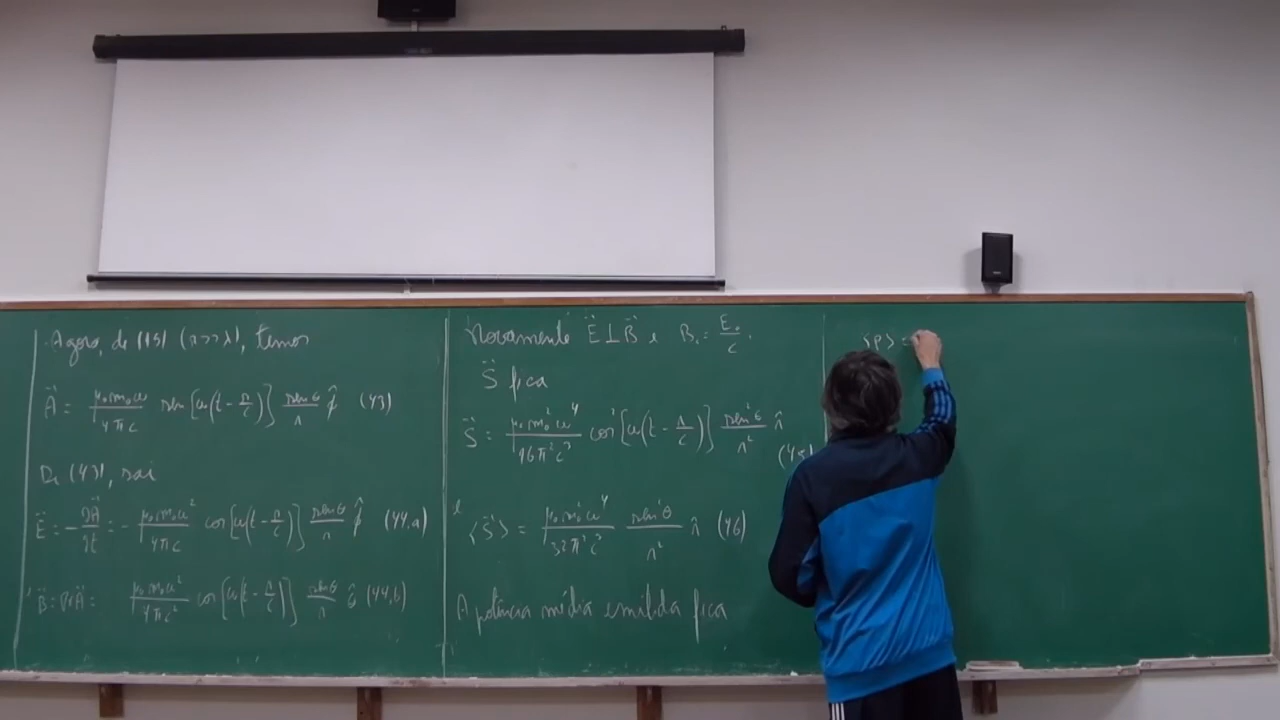 Agora, de (45) (a>>λ), temos
Ä = μ₀m₀ω/4πc sen[ω(t - r/c)] senθ/r φ̂ (43)
De (43), sai
E⃗ = -∂A⃗/∂t = - μ₀m₀ω²/4πc cos[ω(t - r/c)] senθ/r φ̂ (44.a)
B⃗ = ∇×A⃗ = μ₀m₀ω²/4πc² cos[ω(t - r/c)] senθ/r θ̂ (44.b)
Novamente E⃗ ⊥ B⃗ e B₀ = E₀/c.
S⃗ fica
S⃗ = μ₀m₀²ω⁴/16π²c³ cos²[ω(t - r/c)] sen²θ/r² r̂
(45)
e
<S⃗> = μ₀m₀²ω⁴/32π²c³ sen²θ/r² r̂ (46)
A potência média emitida fica
<P> =